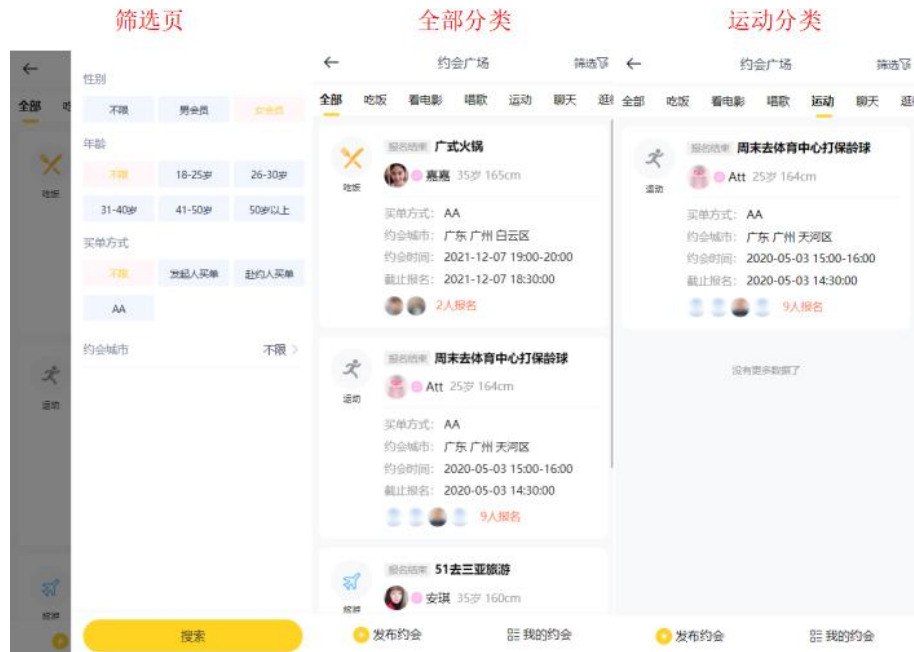 筛选页
全部分类
运动分类
全部 吃
吃饭
运动
旅游
性别
不限 男会员 女会员
年龄
不限 18-25岁 26-30岁
31-40岁 41-50岁 50岁以上
买单方式
不限 发起人买单 赴约人买单
AA
约会城市 不限
搜索
约会广场 筛选
全部 吃饭 看电影 唱歌 运动 聊天 逛
吃饭
报名结束 广式火锅
嘉嘉 35岁 165cm
买单方式: AA
约会城市: 广东 广州 白云区
约会时间: 2021-12-07 19:00-20:00
截止报名: 2021-12-07 18:30:00
2人报名
运动
报名结束 周末去体育中心打保龄球
Att 25岁 164cm
买单方式: AA
约会城市: 广东 广州 天河区
约会时间: 2020-05-03 15:00-16:00
截止报名: 2020-05-03 14:30:00
9人报名
旅游
报名结束 51去三亚旅游
安琪 35岁 160cm
发布约会 我的约会
约会广场 筛选
全部 吃饭 看电影 唱歌 运动 聊天 逛
运动
报名结束 周末去体育中心打保龄球
Att 25岁 164cm
买单方式: AA
约会城市: 广东 广州 天河区
约会时间: 2020-05-03 15:00-16:00
截止报名: 2020-05-03 14:30:00
9人报名
没有更多数据了
发布约会 我的约会